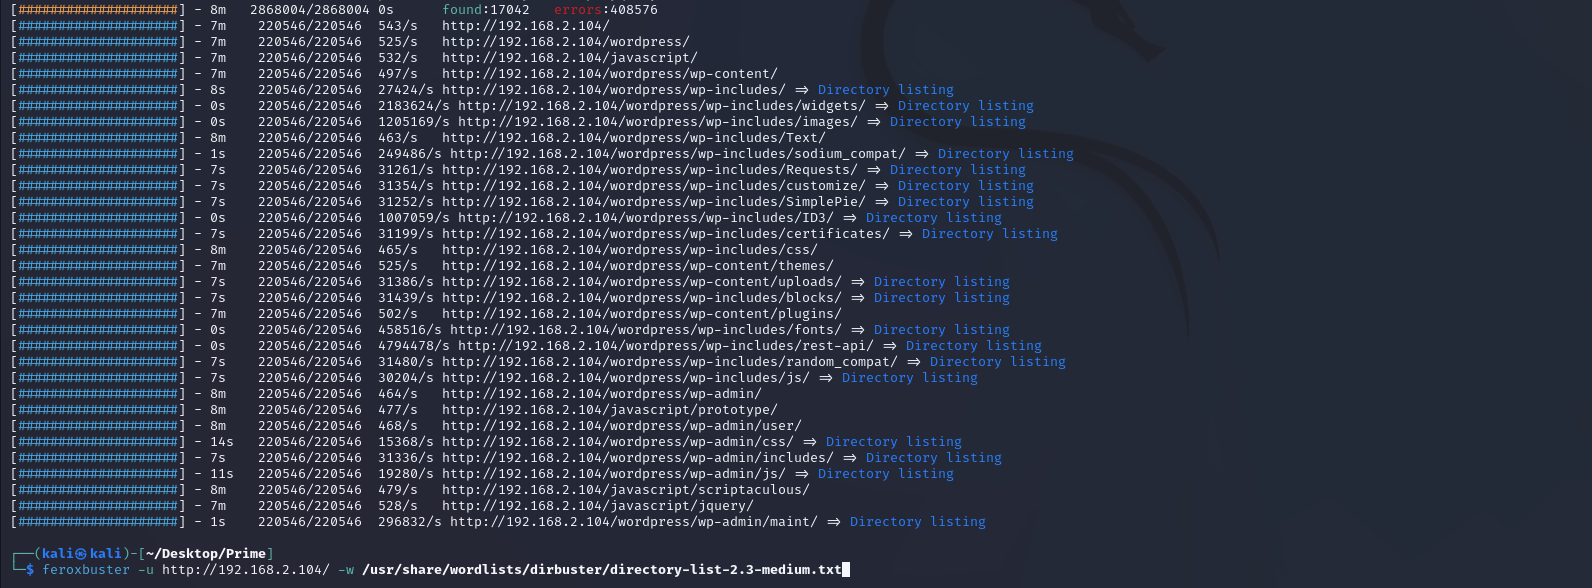 [####################] - 8m   2868004/2868004 0s      found:17042   errors:408576
[####################] - 7m    220546/220546  543/s   http://192.168.2.104/
[####################] - 7m    220546/220546  525/s   http://192.168.2.104/wordpress/
[####################] - 7m    220546/220546  532/s   http://192.168.2.104/javascript/
[####################] - 7m    220546/220546  497/s   http://192.168.2.104/wordpress/wp-content/
[####################] - 8s    220546/220546  27424/s http://192.168.2.104/wordpress/wp-includes/ => Directory listing
[####################] - 0s    220546/220546  2183624/s http://192.168.2.104/wordpress/wp-includes/widgets/ => Directory listing
[####################] - 0s    220546/220546  1205169/s http://192.168.2.104/wordpress/wp-includes/images/ => Directory listing
[####################] - 8m    220546/220546  463/s   http://192.168.2.104/wordpress/wp-includes/Text/
[####################] - 1s    220546/220546  249486/s http://192.168.2.104/wordpress/wp-includes/sodium_compat/ => Directory listing
[####################] - 7s    220546/220546  31261/s http://192.168.2.104/wordpress/wp-includes/Requests/ => Directory listing
[####################] - 7s    220546/220546  31354/s http://192.168.2.104/wordpress/wp-includes/customize/ => Directory listing
[####################] - 7s    220546/220546  31252/s http://192.168.2.104/wordpress/wp-includes/SimplePie/ => Directory listing
[####################] - 0s    220546/220546  1007059/s http://192.168.2.104/wordpress/wp-includes/ID3/ => Directory listing
[####################] - 7s    220546/220546  31199/s http://192.168.2.104/wordpress/wp-includes/certificates/ => Directory listing
[####################] - 8m    220546/220546  465/s   http://192.168.2.104/wordpress/wp-includes/css/
[####################] - 7m    220546/220546  525/s   http://192.168.2.104/wordpress/wp-content/themes/
[####################] - 7s    220546/220546  31386/s http://192.168.2.104/wordpress/wp-content/uploads/ => Directory listing
[####################] - 7s    220546/220546  31439/s http://192.168.2.104/wordpress/wp-includes/blocks/ => Directory listing
[####################] - 7m    220546/220546  502/s   http://192.168.2.104/wordpress/wp-content/plugins/
[####################] - 0s    220546/220546  458516/s http://192.168.2.104/wordpress/wp-includes/fonts/ => Directory listing
[####################] - 0s    220546/220546  4794478/s http://192.168.2.104/wordpress/wp-includes/rest-api/ => Directory listing
[####################] - 7s    220546/220546  31480/s http://192.168.2.104/wordpress/wp-includes/random_compat/ => Directory listing
[####################] - 7s    220546/220546  30204/s http://192.168.2.104/wordpress/wp-includes/js/ => Directory listing
[####################] - 8m    220546/220546  464/s   http://192.168.2.104/wordpress/wp-admin/
[####################] - 8m    220546/220546  477/s   http://192.168.2.104/javascript/prototype/
[####################] - 8m    220546/220546  468/s   http://192.168.2.104/wordpress/wp-admin/user/
[####################] - 14s   220546/220546  15368/s http://192.168.2.104/wordpress/wp-admin/css/ => Directory listing
[####################] - 7s    220546/220546  31336/s http://192.168.2.104/wordpress/wp-admin/includes/ => Directory listing
[####################] - 11s   220546/220546  19280/s http://192.168.2.104/wordpress/wp-admin/js/ => Directory listing
[####################] - 8m    220546/220546  479/s   http://192.168.2.104/javascript/scriptaculous/
[####################] - 7m    220546/220546  528/s   http://192.168.2.104/javascript/jquery/
[####################] - 1s    220546/220546  296832/s http://192.168.2.104/wordpress/wp-admin/maint/ => Directory listing
┌──(kali㉿kali)-[~/Desktop/Prime]
└─$ feroxbuster -u http://192.168.2.104/ -w /usr/share/wordlists/dirbuster/directory-list-2.3-medium.txt